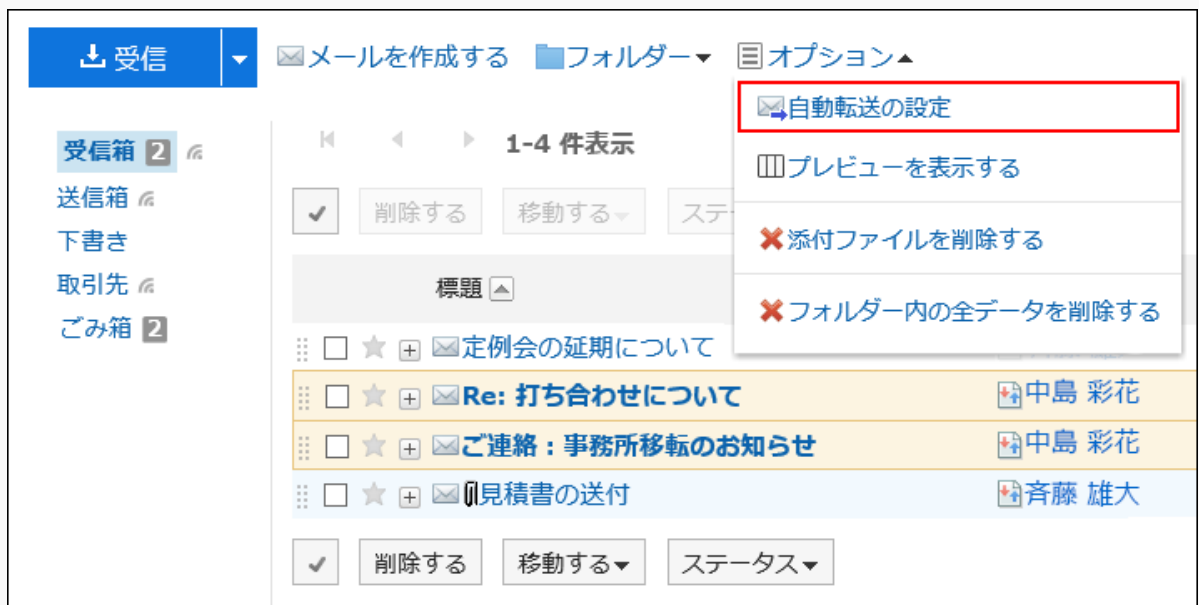 受信 メールを作成する フォルダー▼ オプション▲
自動転送の設定
プレビューを表示する
添付ファイルを削除する
フォルダー内の全データを削除する
受信箱 2
送信箱
下書き
取引先
ごみ箱 2
1-4 件表示
削除する 移動する ステー
標題
定例会の延期について
Re: 打ち合わせについて 中島 彩花
ご連絡：事務所移転のお知らせ 中島 彩花
見積書の送付 斉藤 雄大
削除する 移動する▼ ステータス▼